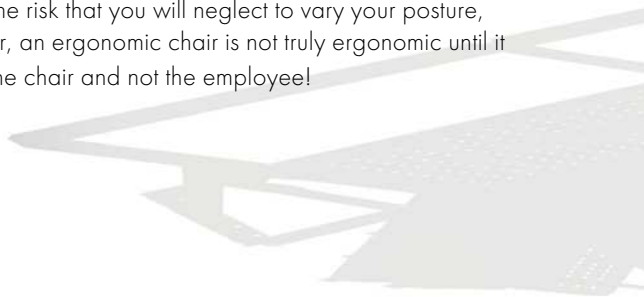 he risk that you will neglect to vary your posture,
r, an ergonomic chair is not truly ergonomic until it
he chair and not the employee!